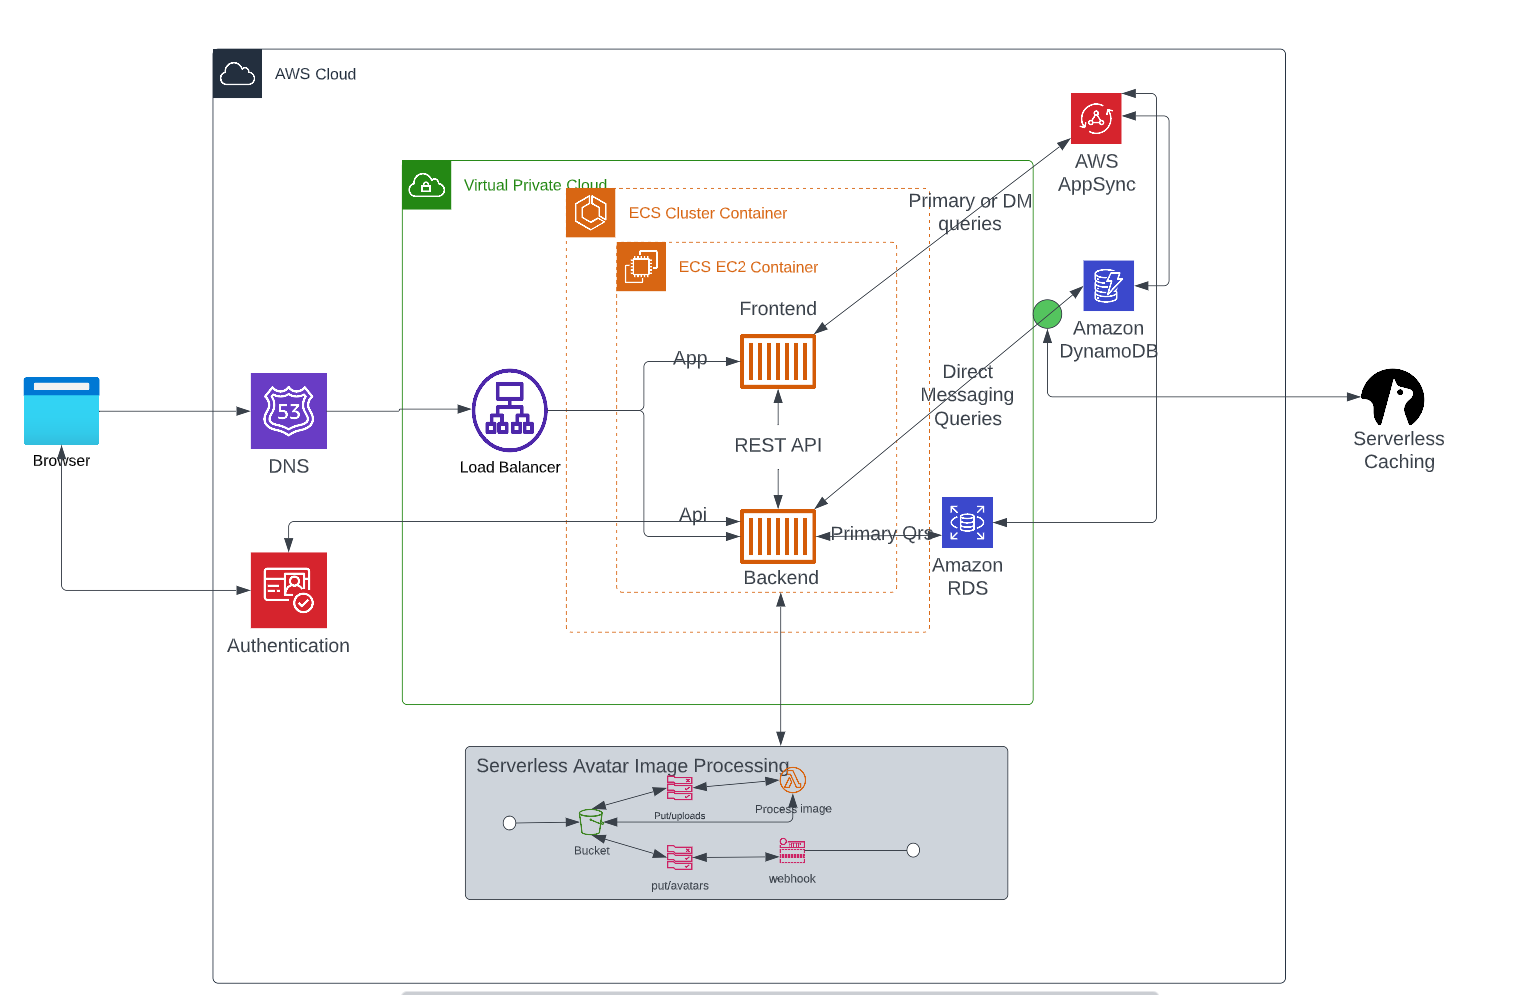 AWS Cloud
AWS
AppSync
Virtual Private Cloud
ECS Cluster Container
Primary or DM
queries
ECS EC2 Container
Frontend
Amazon
DynamoDB
App
Direct
Messaging
Queries
53
DNS
Load Balancer
REST API
Browser
Serverless
Caching
Api
Primary Qrs
Amazon
RDS
Backend
Authentication
Serverless Avatar Image Processing
Process image
Put/uploads
Bucket
put/avatars
webhook